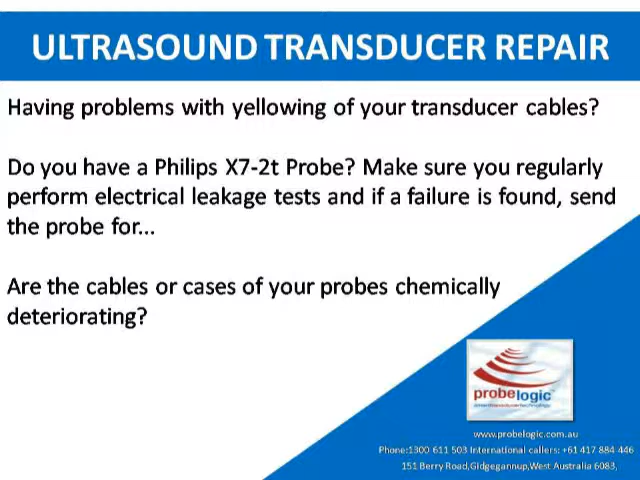 ULTRASOUND TRANSDUCER REPAIR
Having problems with yellowing of your transducer cables?
Do you have a Philips X7-2t Probe? Make sure you regularly
perform electrical leakage tests and if a failure is found, send
the probe for...
Are the cables or cases of your probes chemically
deteriorating?
probelogic
www.probelogic.com.au
Phone:1300 611 503 International callers: +61 417 884 446
151 Berry Road,Gidgegannup,West Australia 6083,